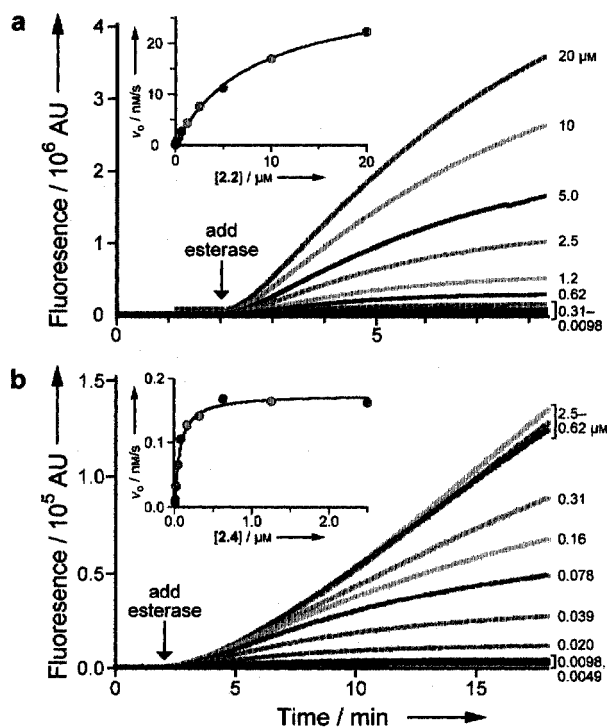 a
Fluoresence / 10⁶ AU
4
3
2
1
0
0
5
v₀ / nM/s
20
10
0
0
10
20
[2.2] / µM
add
esterase
20 µM
10
5.0
2.5
1.2
0.62
0.31–
0.0098
b
Fluoresence / 10⁵ AU
1.5
1.0
0.5
0.0
0
5
10
15
v₀ / nM/s
0.2
0.1
0.0
0.0
1.0
2.0
[2.4] / µM
add
esterase
2.5–
0.62 µM
0.31
0.16
0.078
0.039
0.020
0.0098,
0.0049
Time / min